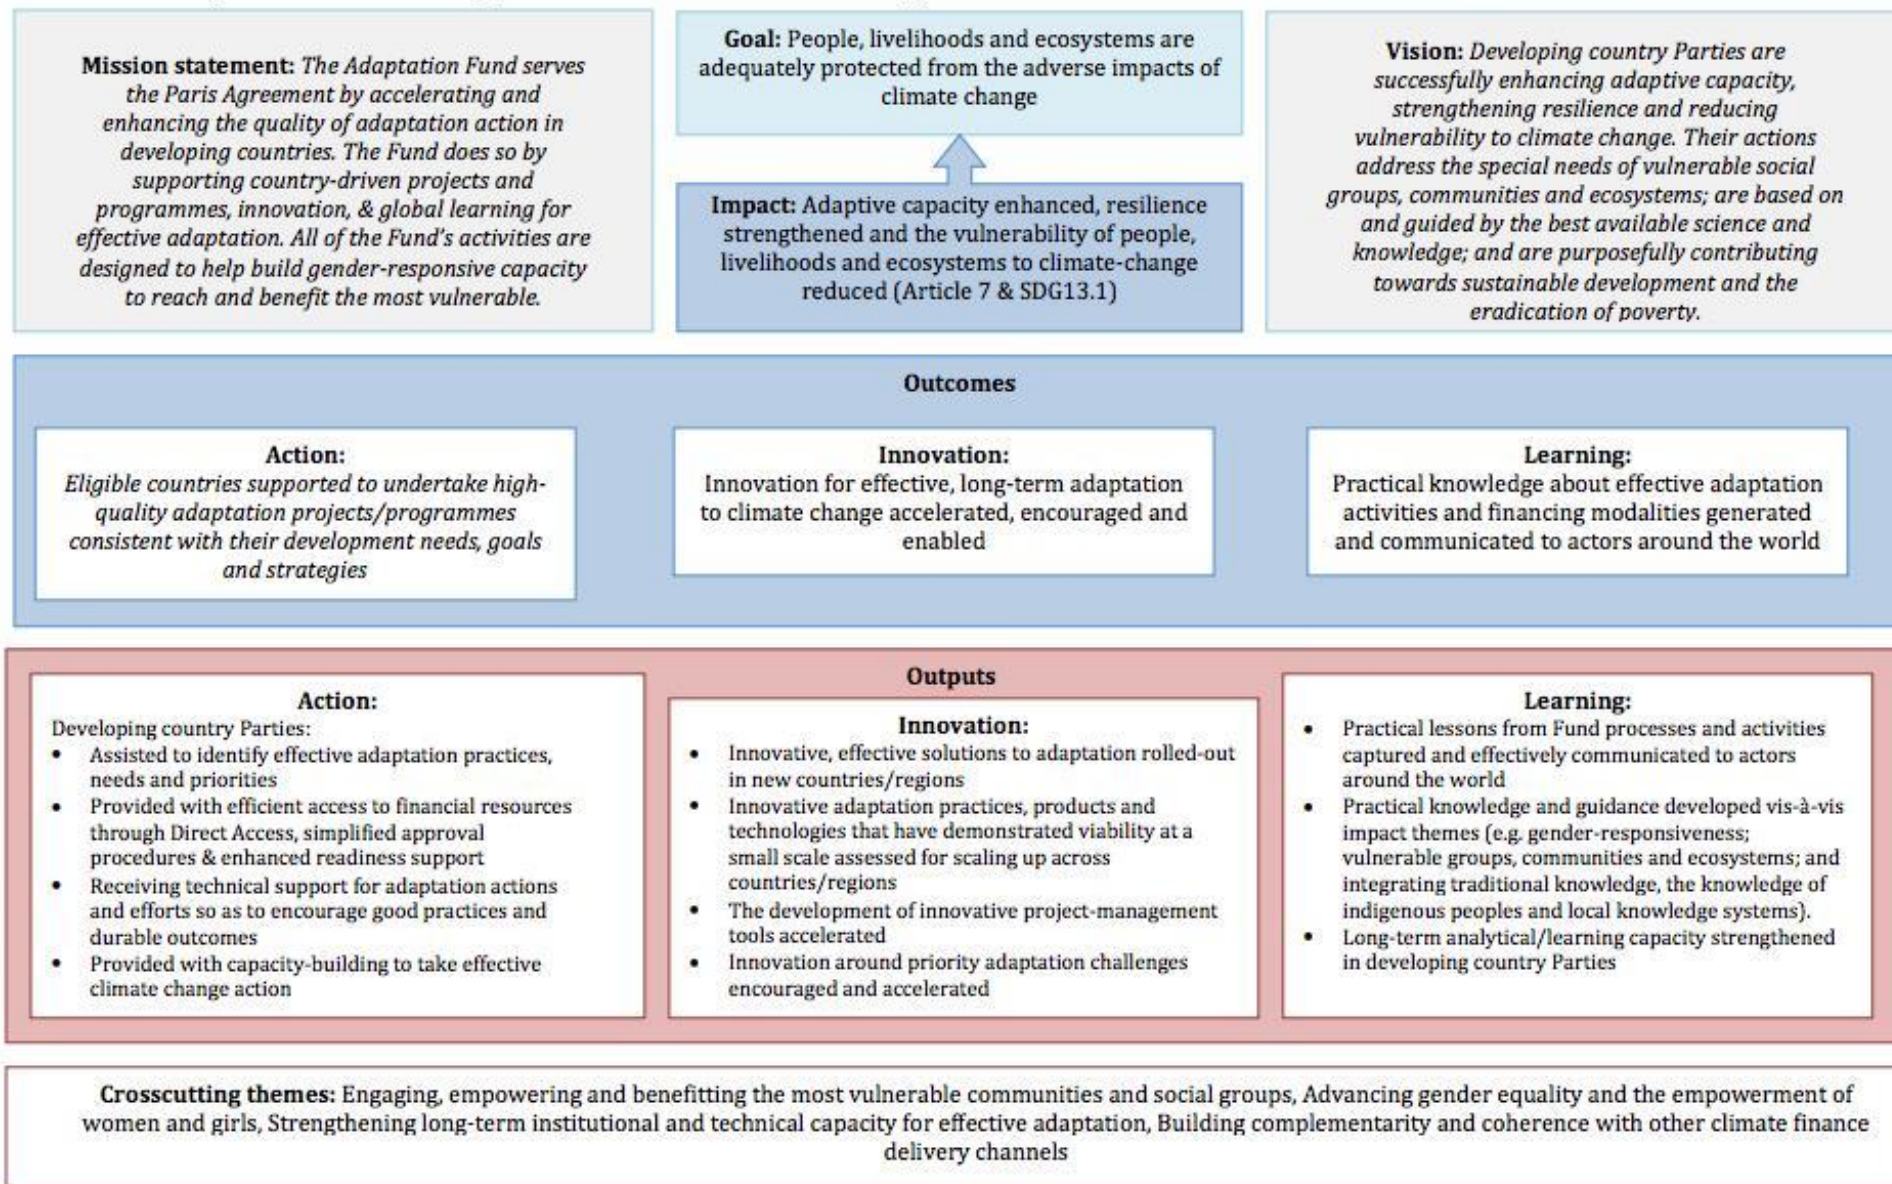 Mission statement: The Adaptation Fund serves
the Paris Agreement by accelerating and
enhancing the quality of adaptation action in
developing countries. The Fund does so by
supporting country-driven projects and
programmes, innovation, & global learning for
effective adaptation. All of the Fund's activities are
designed to help build gender-responsive capacity
to reach and benefit the most vulnerable.
Goal: People, livelihoods and ecosystems are
adequately protected from the adverse impacts of
climate change
Impact: Adaptive capacity enhanced, resilience
strengthened and the vulnerability of people,
livelihoods and ecosystems to climate-change
reduced (Article 7 & SDG13.1)
Vision: Developing country Parties are
successfully enhancing adaptive capacity,
strengthening resilience and reducing
vulnerability to climate change. Their actions
address the special needs of vulnerable social
groups, communities and ecosystems; are based on
and guided by the best available science and
knowledge; and are purposefully contributing
towards sustainable development and the
eradication of poverty.
Outcomes
Action:
Eligible countries supported to undertake high-
quality adaptation projects/programmes
consistent with their development needs, goals
and strategies
Innovation:
Innovation for effective, long-term adaptation
to climate change accelerated, encouraged and
enabled
Learning:
Practical knowledge about effective adaptation
activities and financing modalities generated
and communicated to actors around the world
Outputs
Action:
Developing country Parties:
• Assisted to identify effective adaptation practices,
needs and priorities
• Provided with efficient access to financial resources
through Direct Access, simplified approval
procedures & enhanced readiness support
• Receiving technical support for adaptation actions
and efforts so as to encourage good practices and
durable outcomes
• Provided with capacity-building to take effective
climate change action
Innovation:
• Innovative, effective solutions to adaptation rolled-out
in new countries/regions
• Innovative adaptation practices, products and
technologies that have demonstrated viability at a
small scale assessed for scaling up across
countries/regions
• The development of innovative project-management
tools accelerated
• Innovation around priority adaptation challenges
encouraged and accelerated
Learning:
• Practical lessons from Fund processes and activities
captured and effectively communicated to actors
around the world
• Practical knowledge and guidance developed vis-à-vis
impact themes (e.g. gender-responsiveness;
vulnerable groups, communities and ecosystems; and
integrating traditional knowledge, the knowledge of
indigenous peoples and local knowledge systems).
• Long-term analytical/learning capacity strengthened
in developing country Parties
Crosscutting themes: Engaging, empowering and benefitting the most vulnerable communities and social groups, Advancing gender equality and the empowerment of
women and girls, Strengthening long-term institutional and technical capacity for effective adaptation, Building complementarity and coherence with other climate finance
delivery channels